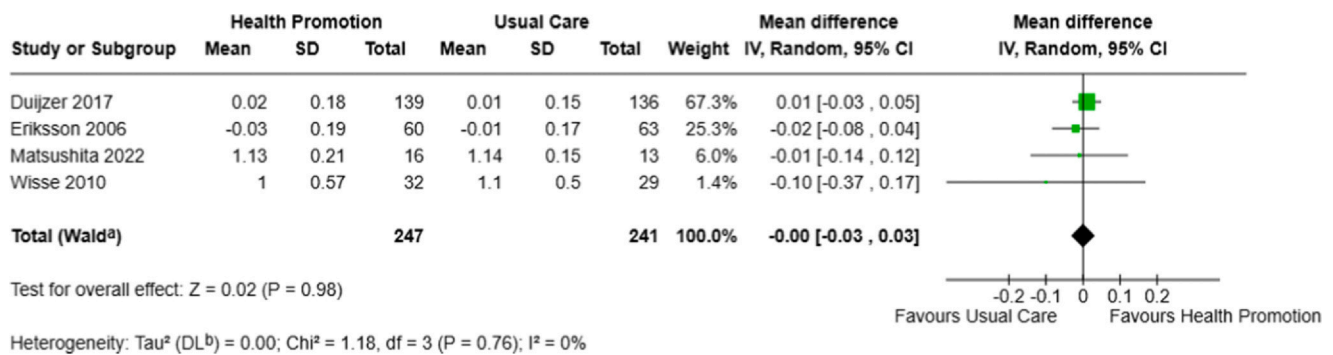 Health Promotion Usual Care Mean difference Mean difference
Study or Subgroup Mean SD Total Mean SD Total Weight IV, Random, 95% CI IV, Random, 95% CI
Duijzer 2017 0.02 0.18 139 0.01 0.15 136 67.3% 0.01 [-0.03 , 0.05]
Eriksson 2006 -0.03 0.19 60 -0.01 0.17 63 25.3% -0.02 [-0.08 , 0.04]
Matsushita 2022 1.13 0.21 16 1.14 0.15 13 6.0% -0.01 [-0.14 , 0.12]
Wisse 2010 1 0.57 32 1.1 0.5 29 1.4% -0.10 [-0.37 , 0.17]
Total (Waldª) 247 241 100.0% -0.00 [-0.03 , 0.03]
Test for overall effect: Z = 0.02 (P = 0.98)
-0.2 -0.1 0 0.1 0.2
Favours Usual Care Favours Health Promotion
Heterogeneity: Tau² (DLᵇ) = 0.00; Chi² = 1.18, df = 3 (P = 0.76); I² = 0%